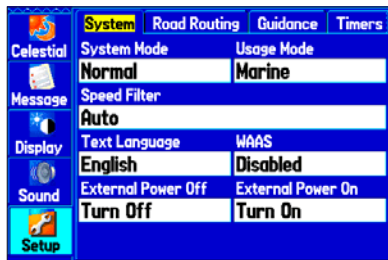 System Road Routing Guidance Timers
Celestial
System Mode Usage Mode
Normal Marine
Message
Speed Filter
Auto
Display
Text Language WAAS
English Disabled
Sound
External Power Off External Power On
Turn Off Turn On
Setup